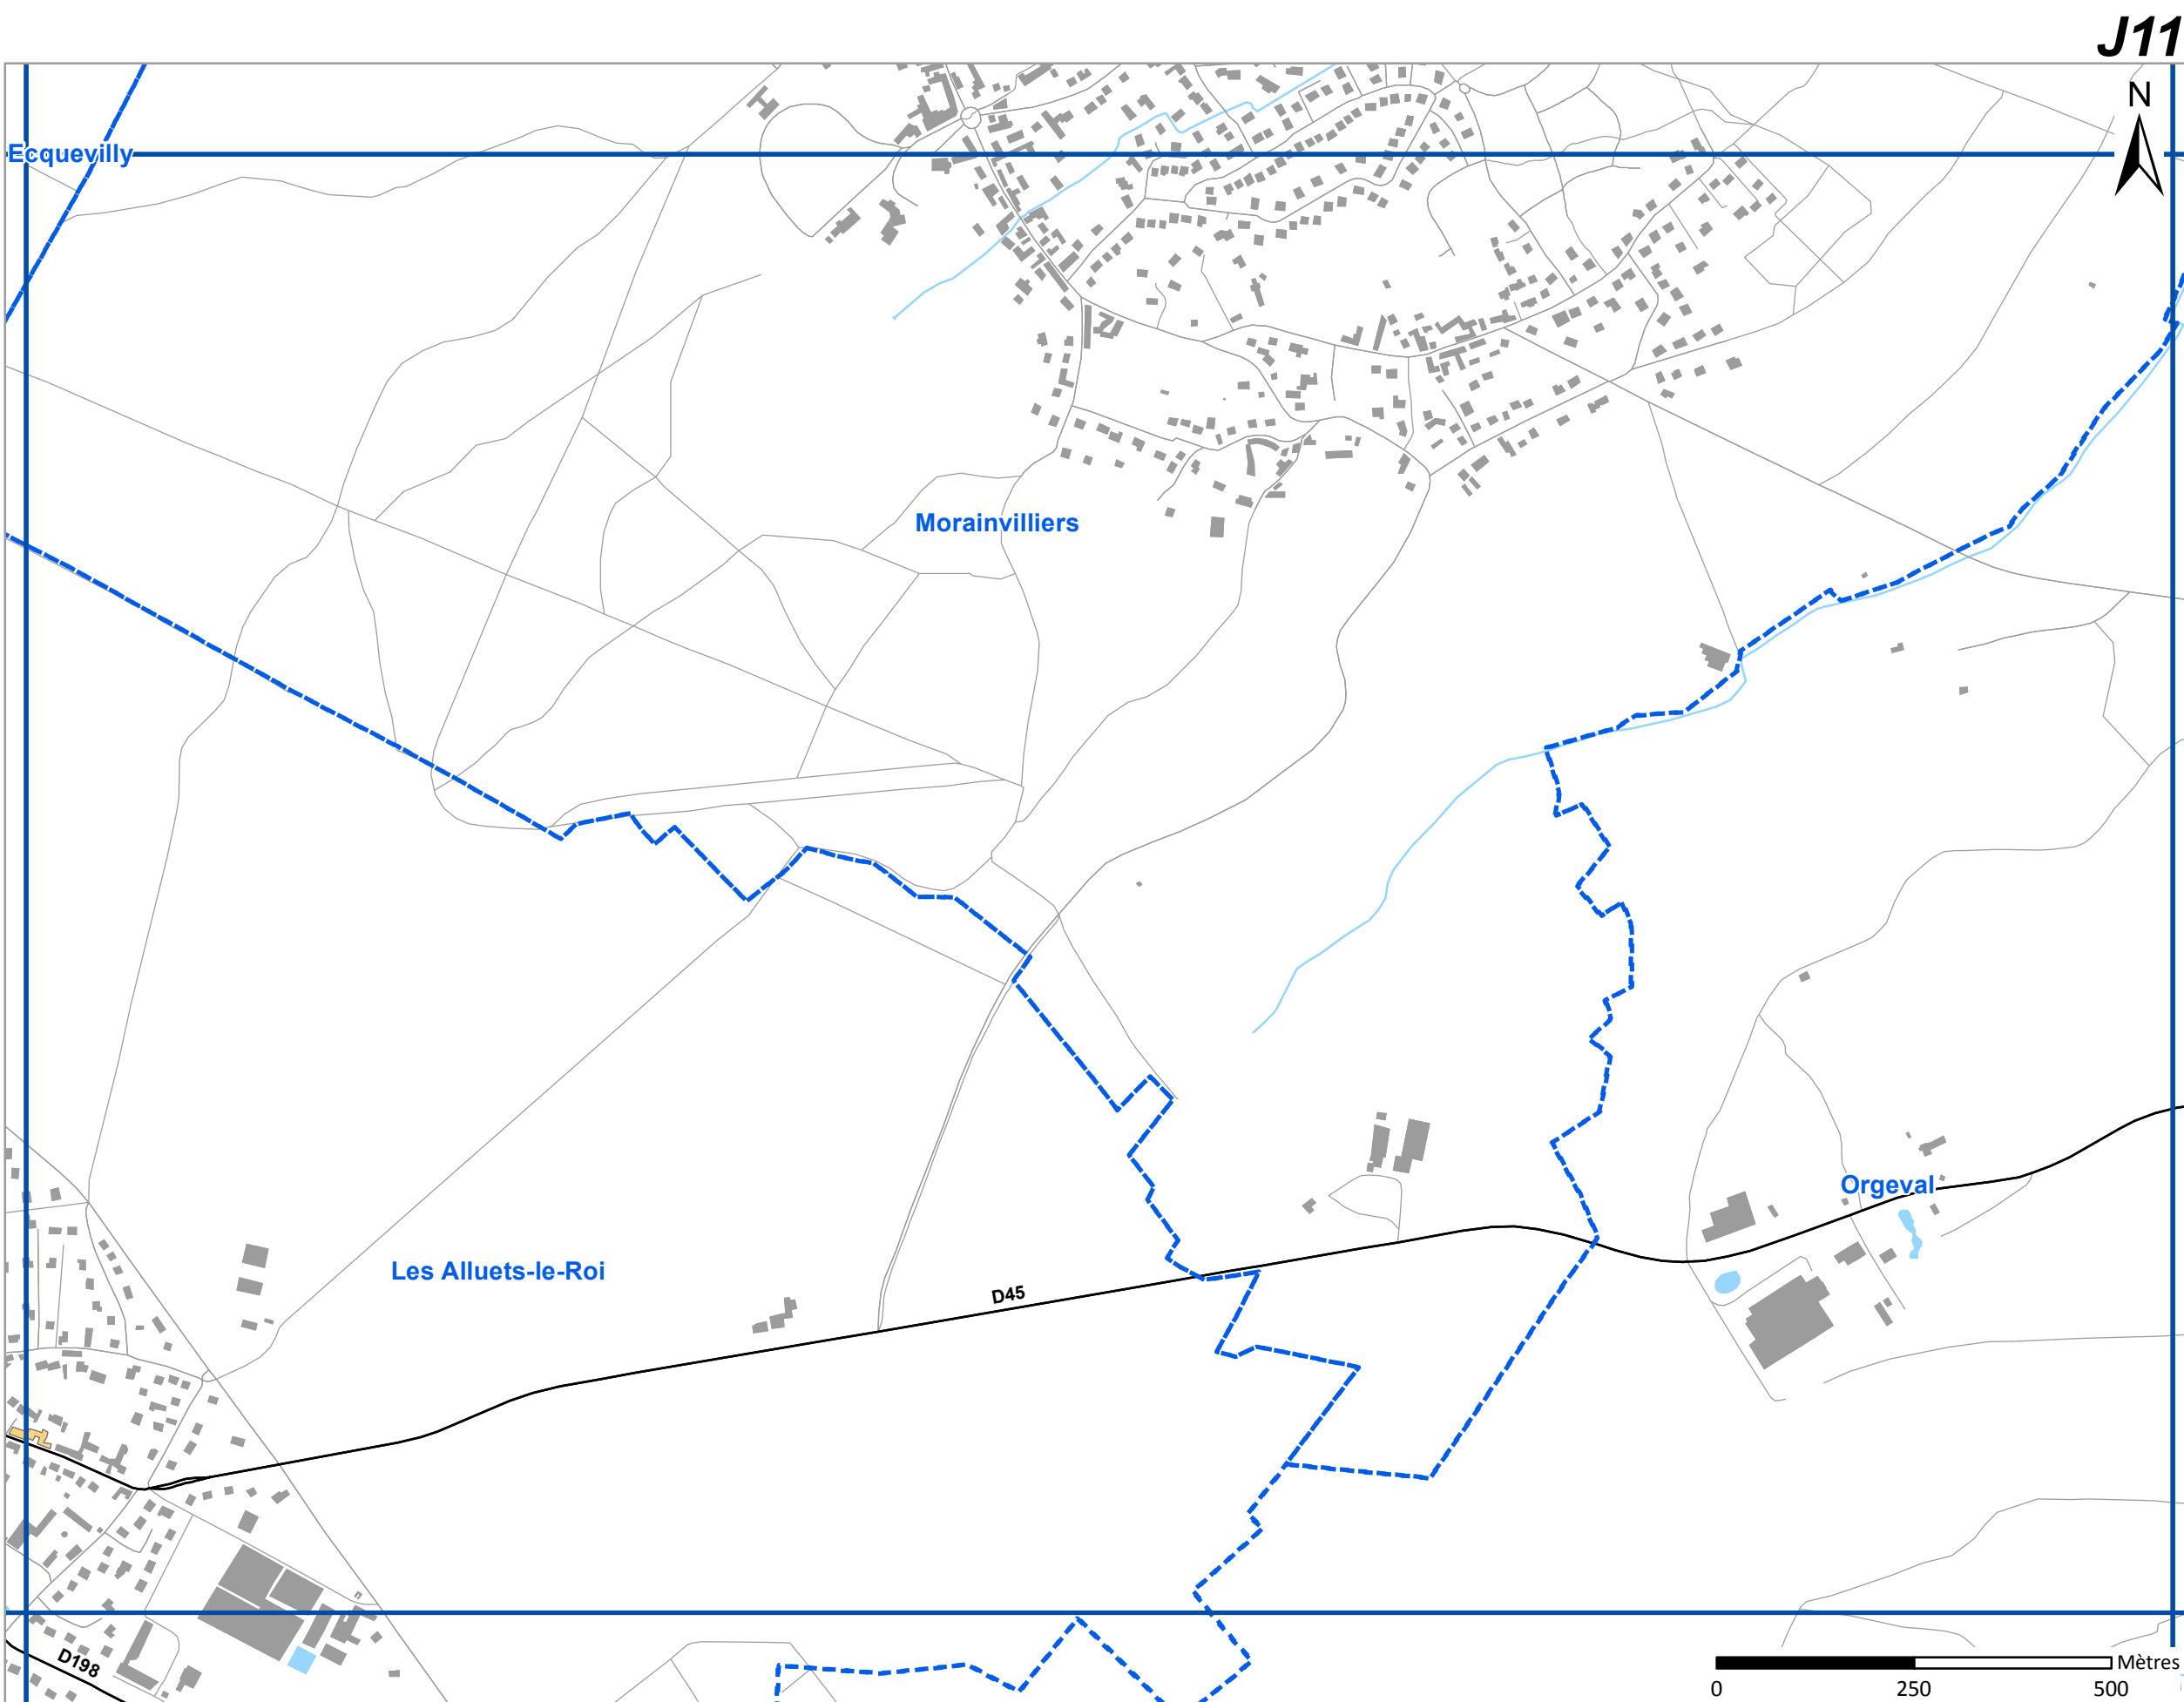 J11
N
Ecquevilly
Morainvilliers
Orgeval
Les Alluets-le-Roi
D45
D198
Mètres
0 250 500